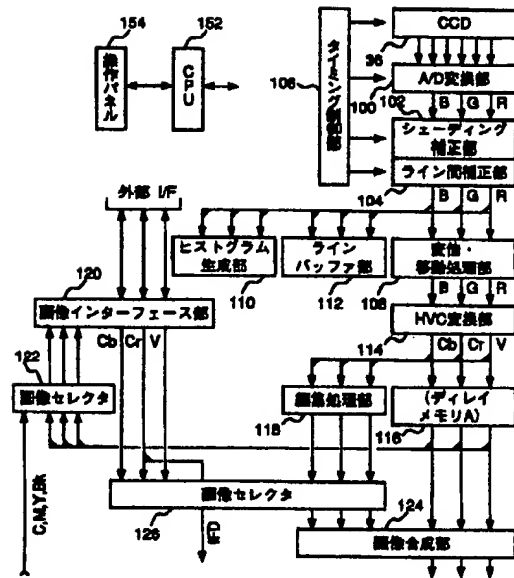 154
152
操作パネル
CPU
106
タイミング制御部
CCD
36
A/D変換部
100
102
B G R
シェーディング
補正部
ライン間補正部
104
B G R
外部 I/F
ヒストグラム
生成部
110
ライン
バッファ部
112
変倍・
移動処理部
108
B G R
120
画像インターフェース部
HVC変換部
114
Cb Cr V
Cb Cr V
122
画像セレクタ
編集処理部
118
(ディレイ
メモリA)
116
C,M,Y,Bk
画像セレクタ
126
IFD
124
画像合成部